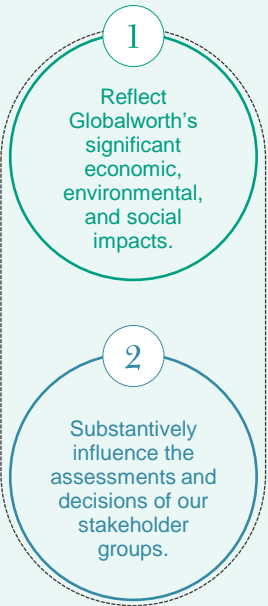 1
Reflect
Globalworth's
significant
economic,
environmental,
and social
impacts.
2
Substantively
influence the
assessments and
decisions of our
stakeholder
groups.